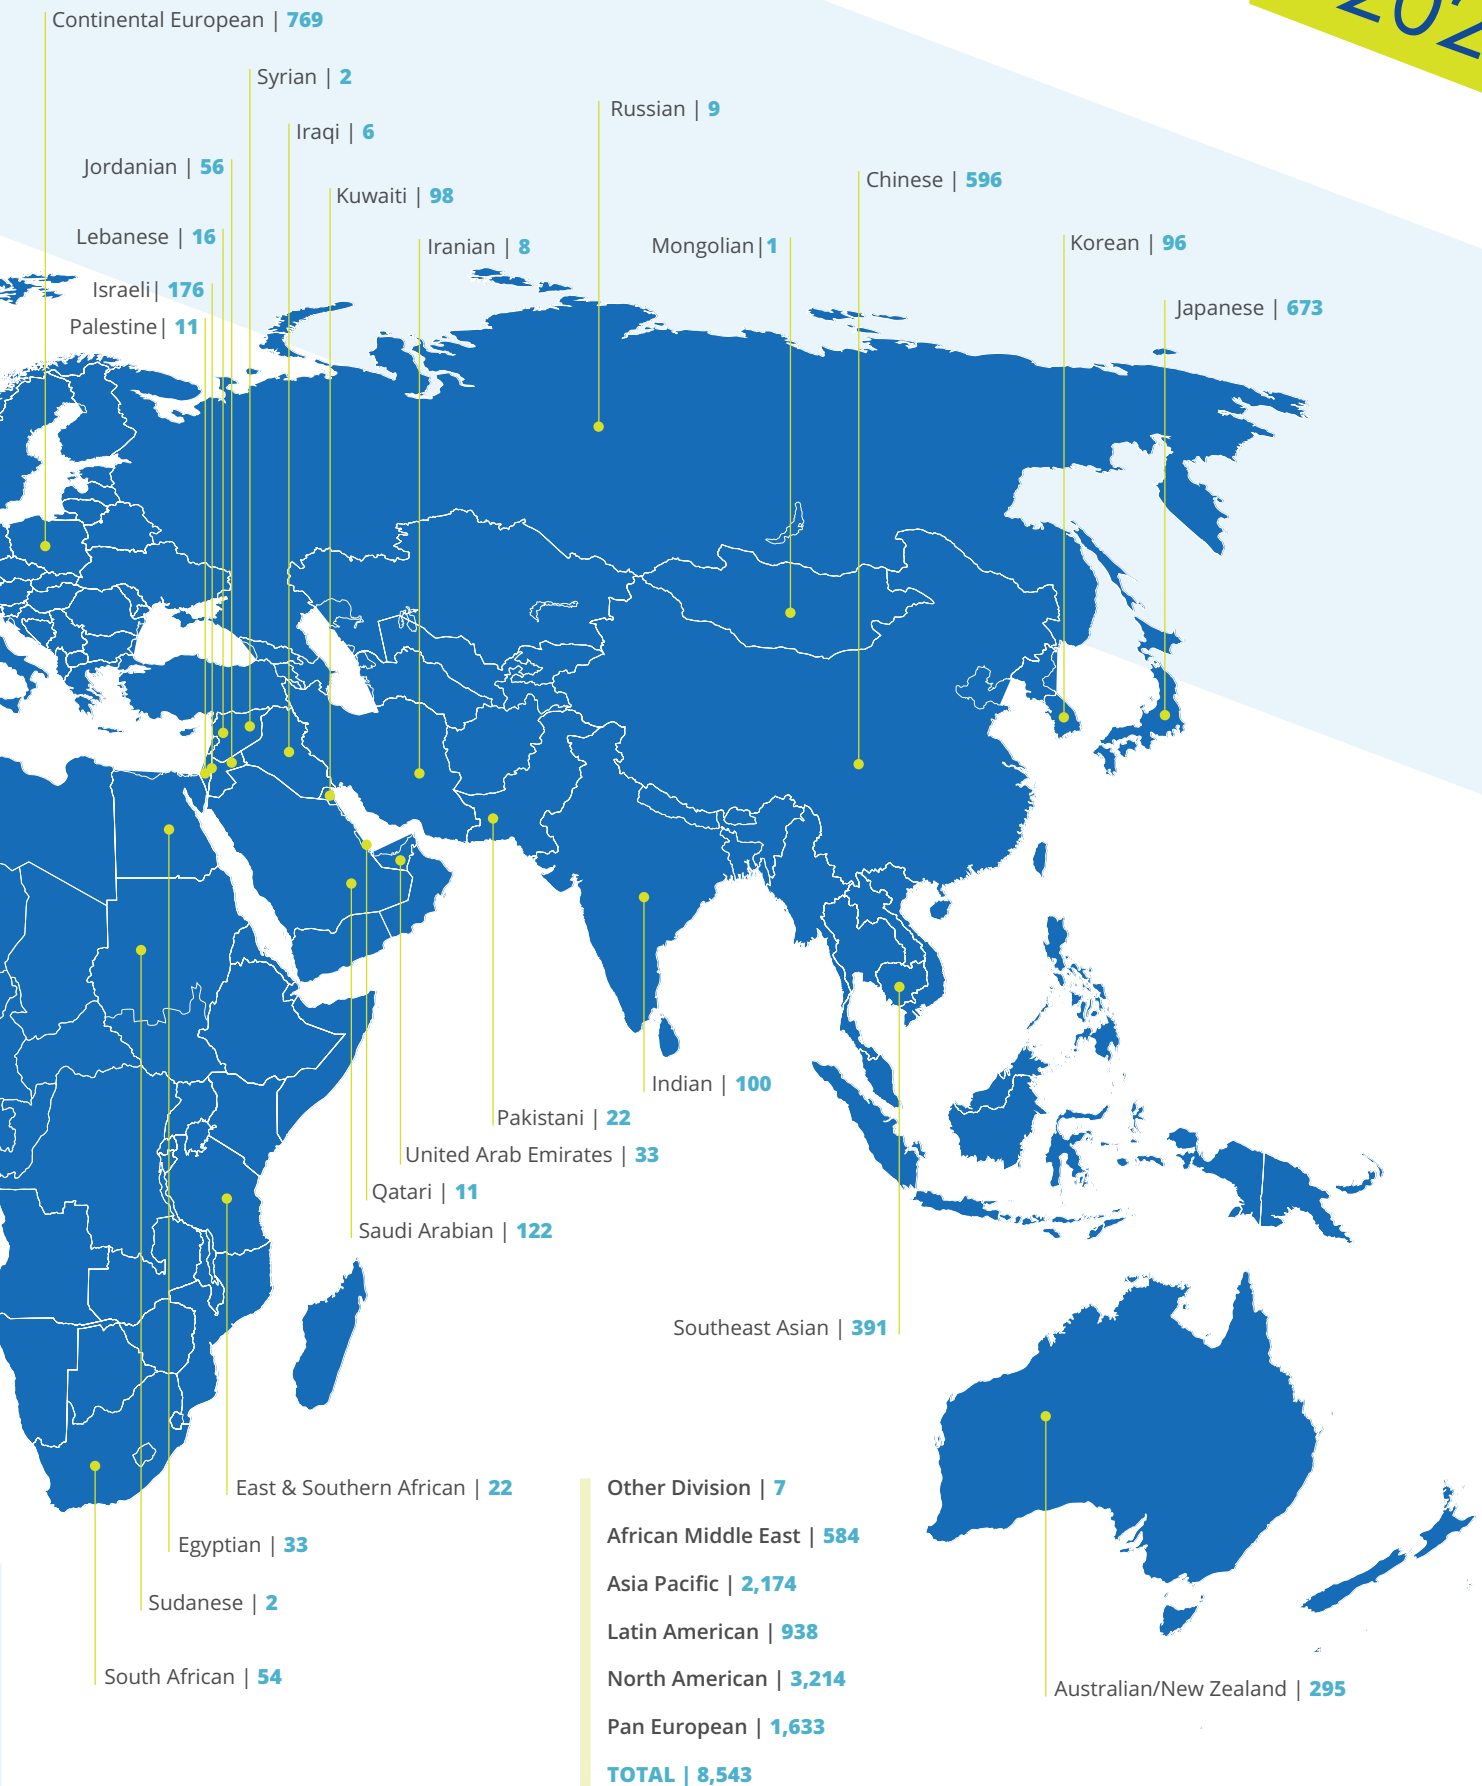 202
Continental European | 769
Syrian | 2
Russian | 9
Iraqi | 6
Jordanian | 56
Chinese | 596
Kuwaiti | 98
Lebanese | 16
Iranian | 8
Mongolian|1
Korean | 96
Israeli| 176
Japanese | 673
Palestine| 11
Indian | 100
Pakistani | 22
United Arab Emirates | 33
Qatari | 11
Saudi Arabian | 122
Southeast Asian | 391
East & Southern African | 22
Egyptian | 33
Sudanese | 2
South African | 54
Australian/New Zealand | 295
Other Division | 7
African Middle East | 584
Asia Pacific | 2,174
Latin American | 938
North American | 3,214
Pan European | 1,633
TOTAL | 8,543